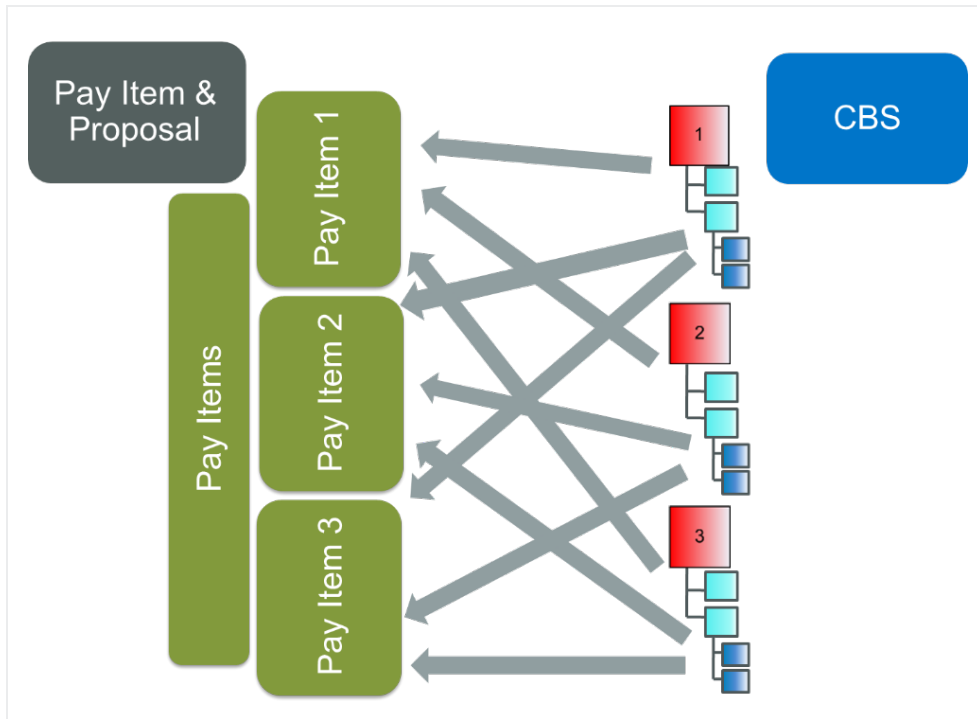 Pay Item &
Proposal
Pay Items
Pay Item 1
Pay Item 2
Pay Item 3
CBS
1
2
3